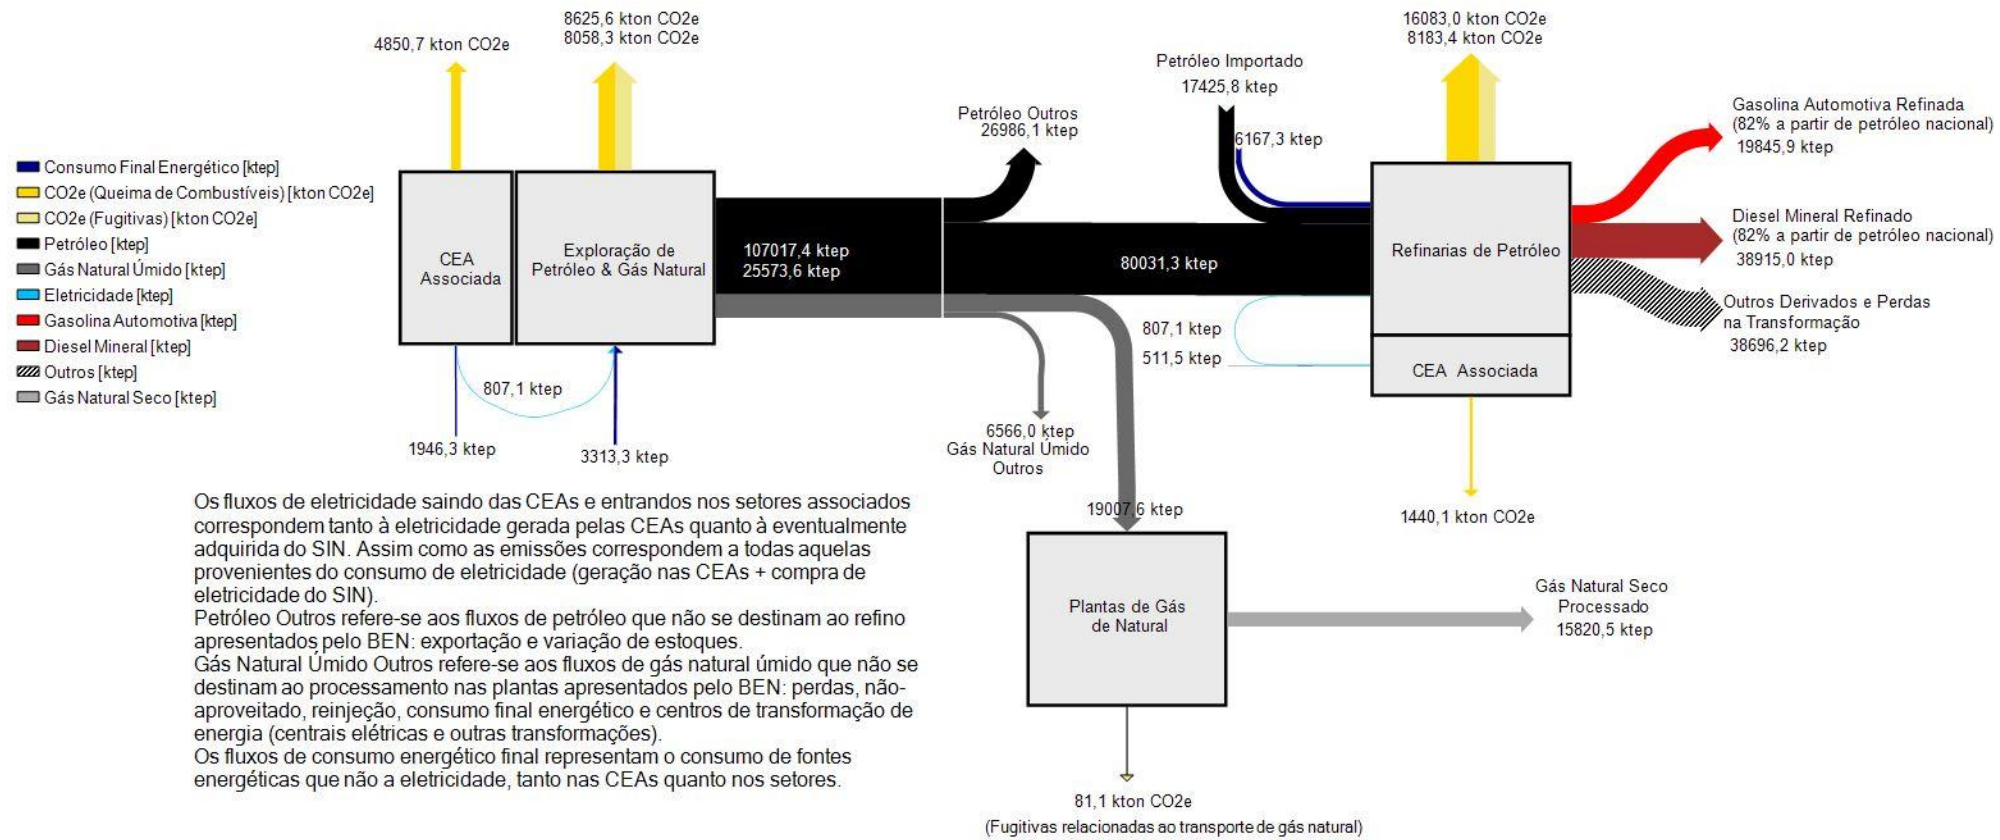 8625,6 kton CO2e
8058,3 kton CO2e
4850,7 kton CO2e
16083,0 kton CO2e
8183,4 kton CO2e
Petróleo Importado
17425,8 ktep
6167,3 ktep
Petróleo Outros
26986,1 ktep
Gasolina Automotiva Refinada
(82% a partir de petróleo nacional)
19845,9 ktep
Consumo Final Energético [ktep]
CO2e (Queima de Combustíveis) [kton CO2e]
CO2e (Fugitivas) [kton CO2e]
Petróleo [ktep]
Gás Natural Úmido [ktep]
Eletricidade [ktep]
Gasolina Automotiva [ktep]
Diesel Mineral [ktep]
Outros [ktep]
Gás Natural Seco [ktep]
CEA
Associada
Exploração de
Petróleo & Gás Natural
107017,4 ktep
25573,6 ktep
80031,3 ktep
Refinarias de Petróleo
Diesel Mineral Refinado
(82% a partir de petróleo nacional)
38915,0 ktep
Outros Derivados e Perdas
na Transformação
38696,2 ktep
807,1 ktep
511,5 ktep
CEA Associada
807,1 ktep
1946,3 ktep
3313,3 ktep
6566,0 ktep
Gás Natural Úmido
Outros
19007,6 ktep
1440,1 kton CO2e
Os fluxos de eletricidade saindo das CEAs e entrandos nos setores associados
correspondem tanto à eletricidade gerada pelas CEAs quanto à eventualmente
adquirida do SIN. Assim como as emissões correspondem a todas aquelas
provenientes do consumo de eletricidade (geração nas CEAs + compra de
eletricidade do SIN).
Petróleo Outros refere-se aos fluxos de petróleo que não se destinam ao refino
apresentados pelo BEN: exportação e variação de estoques.
Gás Natural Úmido Outros refere-se aos fluxos de gás natural úmido que não se
destinam ao processamento nas plantas apresentados pelo BEN: perdas, não-
aproveitado, reinjeção, consumo final energético e centros de transformação de
energia (centrais elétricas e outras transformações).
Os fluxos de consumo energético final representam o consumo de fontes
energéticas que não a eletricidade, tanto nas CEAs quanto nos setores.
Plantas de Gás
de Natural
Gás Natural Seco
Processado
15820,5 ktep
81,1 kton CO2e
(Fugitivas relacionadas ao transporte de gás natural)